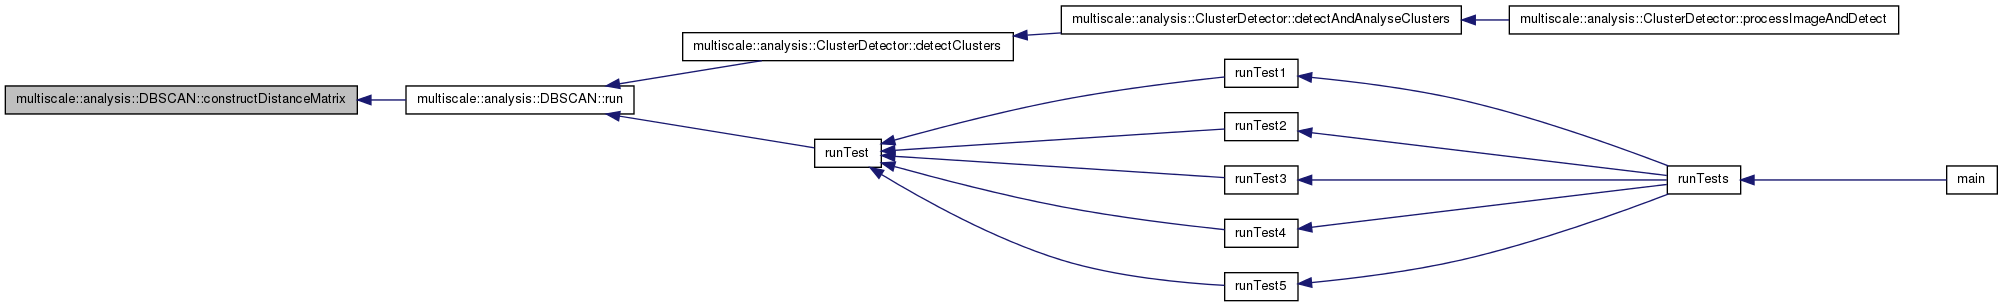 multiscale::analysis::DBSCAN::constructDistanceMatrix
multiscale::analysis::DBSCAN::run
multiscale::analysis::ClusterDetector::detectClusters
multiscale::analysis::ClusterDetector::detectAndAnalyseClusters
multiscale::analysis::ClusterDetector::processImageAndDetect
runTest
runTest1
runTest2
runTest3
runTest4
runTest5
runTests
main